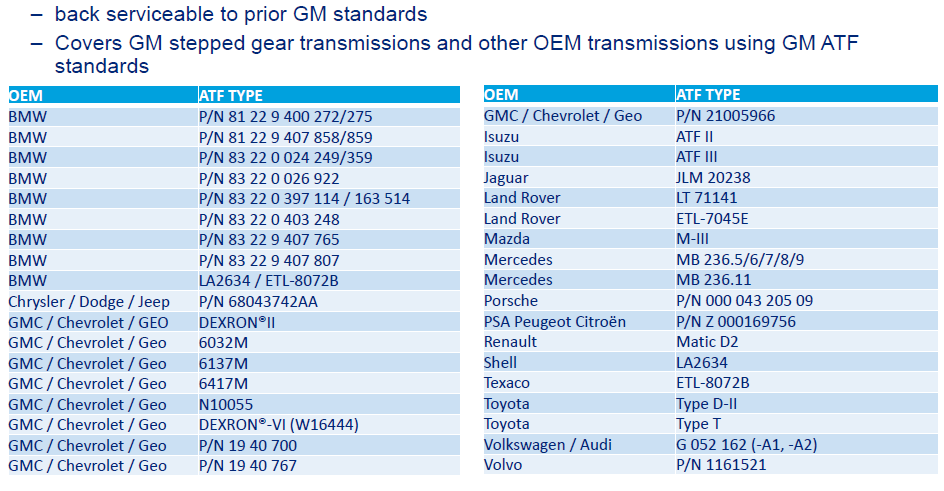 – back serviceable to prior GM standards
– Covers GM stepped gear transmissions and other OEM transmissions using GM ATF
standards
OEM ATF TYPE
BMW P/N 81 22 9 400 272/275
BMW P/N 81 22 9 407 858/859
BMW P/N 83 22 0 024 249/359
BMW P/N 83 22 0 026 922
BMW P/N 83 22 0 397 114 / 163 514
BMW P/N 83 22 0 403 248
BMW P/N 83 22 9 407 765
BMW P/N 83 22 9 407 807
BMW LA2634 / ETL-8072B
Chrysler / Dodge / Jeep P/N 68043742AA
GMC / Chevrolet / GEO DEXRON®II
GMC / Chevrolet / Geo 6032M
GMC / Chevrolet / Geo 6137M
GMC / Chevrolet / Geo 6417M
GMC / Chevrolet / Geo N10055
GMC / Chevrolet / Geo DEXRON®-VI (W16444)
GMC / Chevrolet / Geo P/N 19 40 700
GMC / Chevrolet / Geo P/N 19 40 767
OEM ATF TYPE
GMC / Chevrolet / Geo P/N 21005966
Isuzu ATF II
Isuzu ATF III
Jaguar JLM 20238
Land Rover LT 71141
Land Rover ETL-7045E
Mazda M-III
Mercedes MB 236.5/6/7/8/9
Mercedes MB 236.11
Porsche P/N 000 043 205 09
PSA Peugeot Citroën P/N Z 000169756
Renault Matic D2
Shell LA2634
Texaco ETL-8072B
Toyota Type D-II
Toyota Type T
Volkswagen / Audi G 052 162 (-A1, -A2)
Volvo P/N 1161521